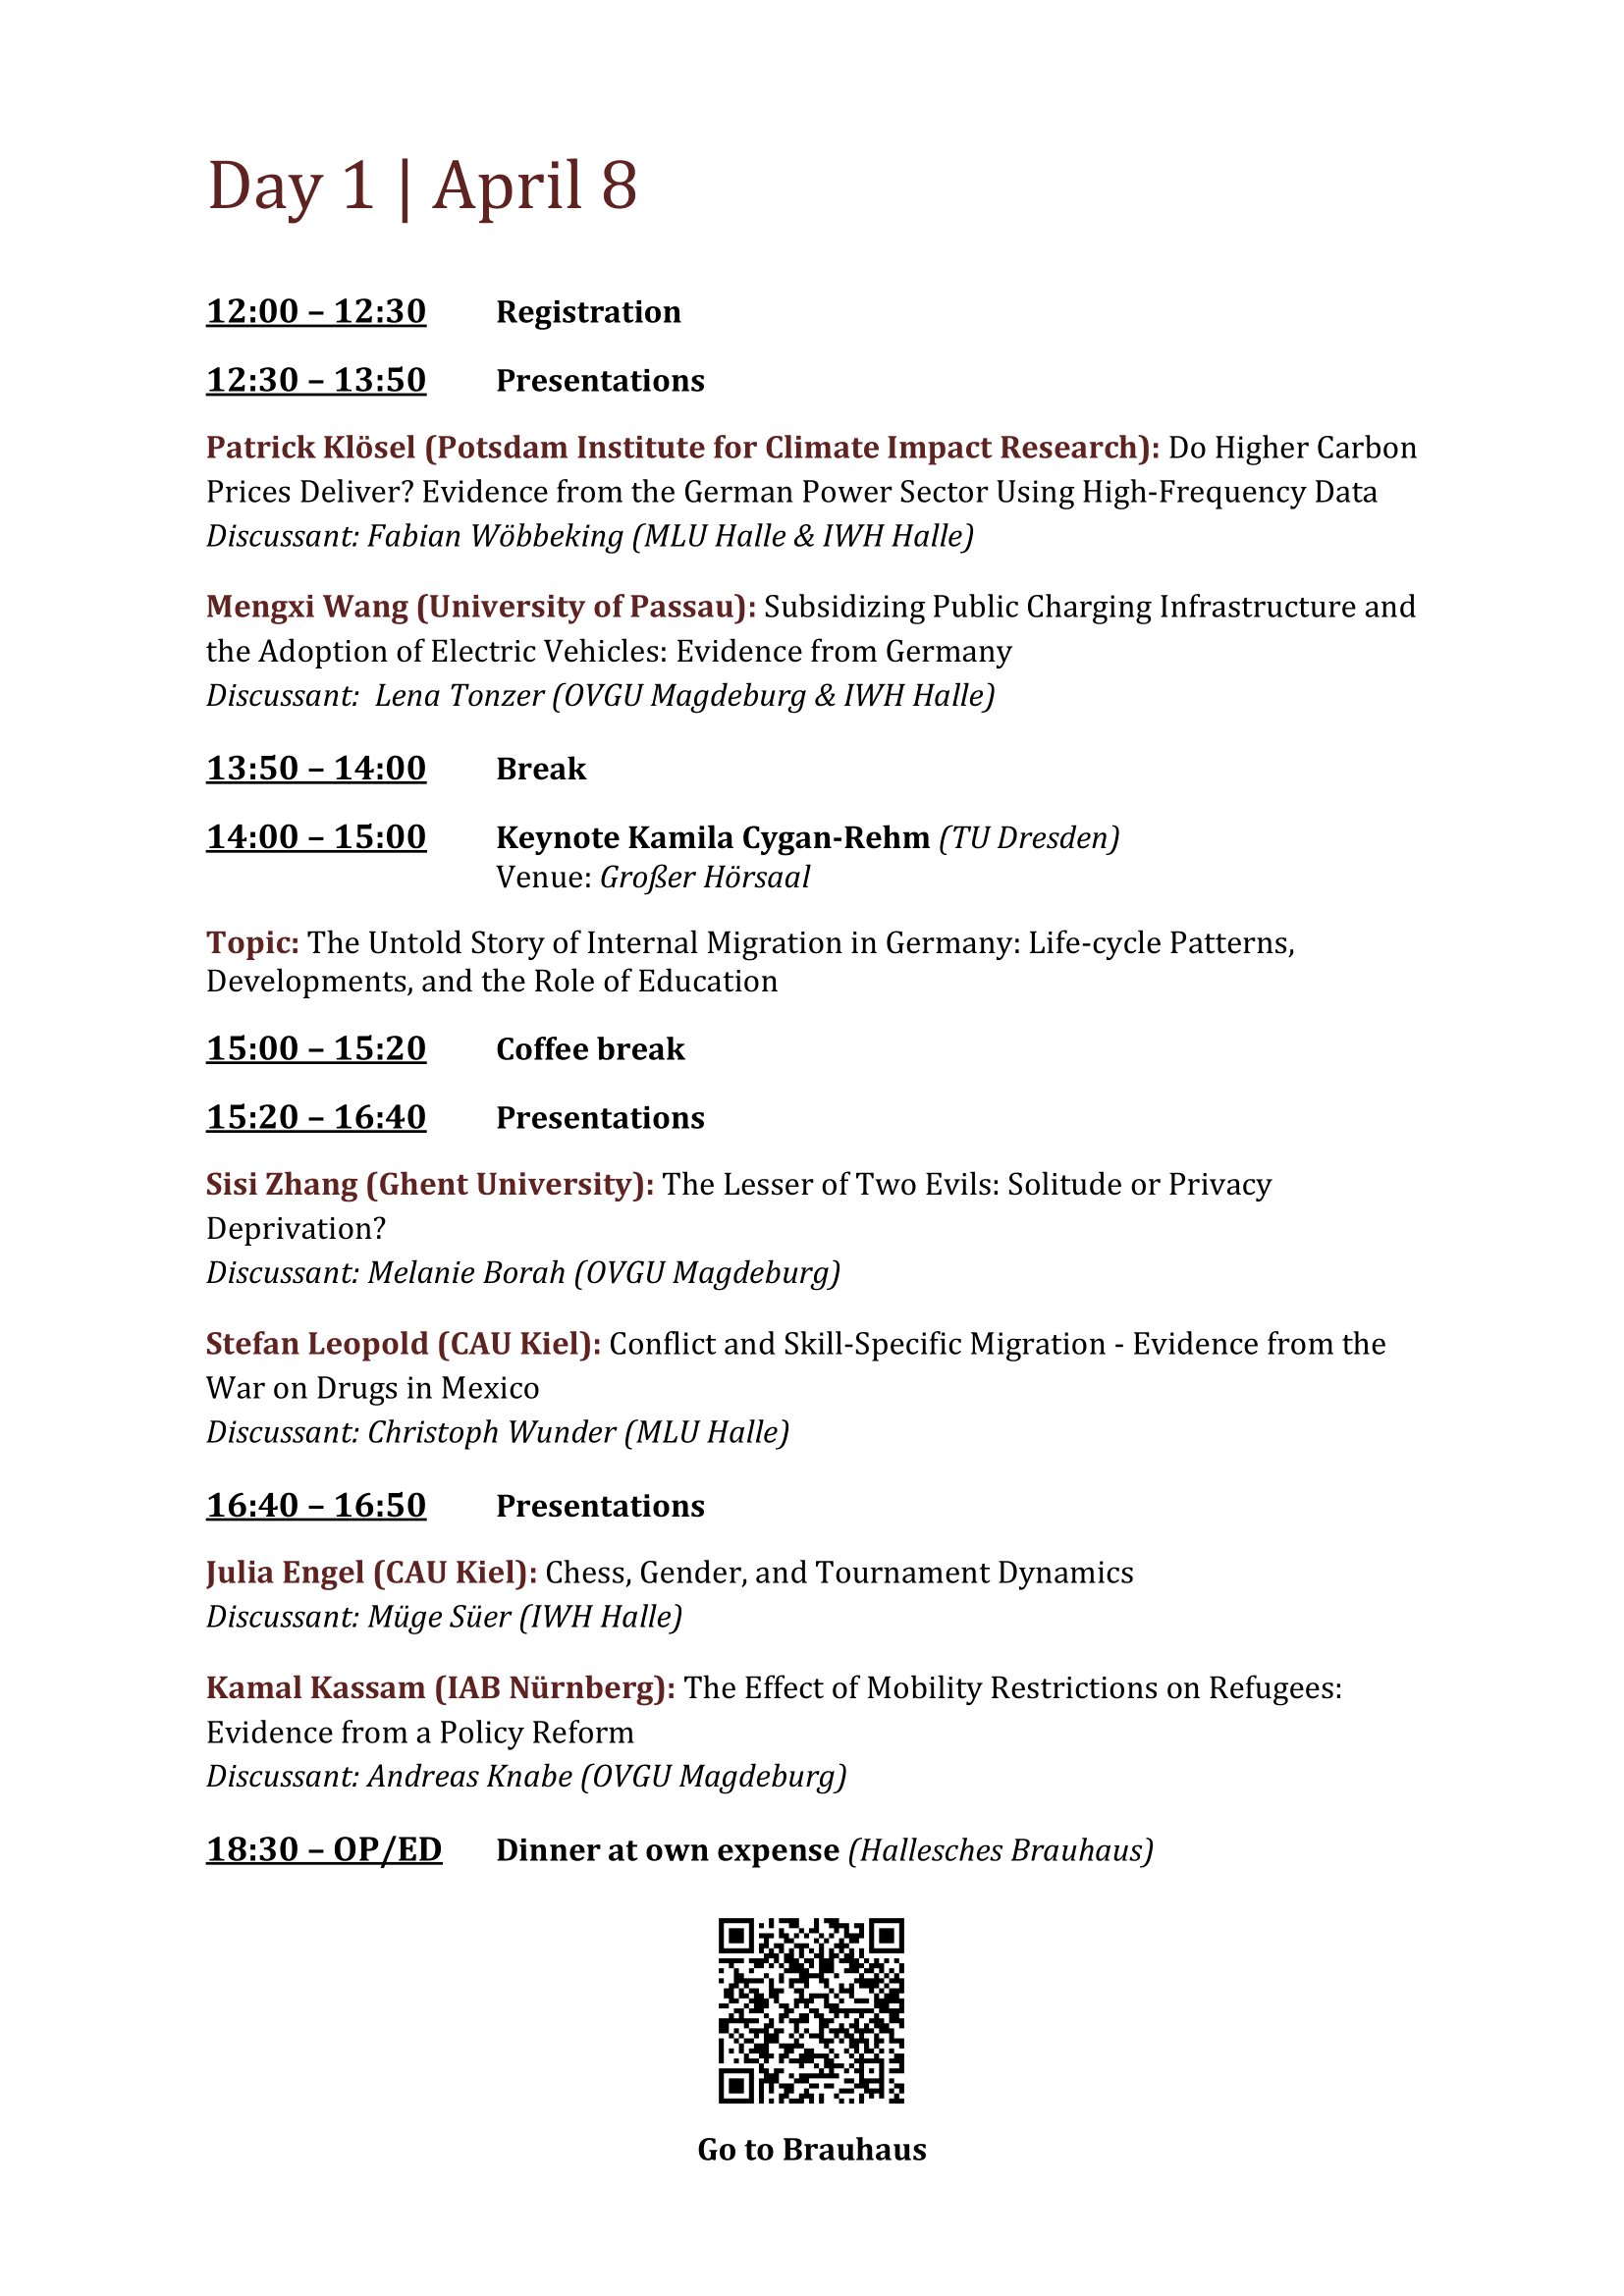 Day 1 | April 8
12:00 – 12:30 Registration
12:30 – 13:50 Presentations
Patrick Klösel (Potsdam Institute for Climate Impact Research): Do Higher Carbon
Prices Deliver? Evidence from the German Power Sector Using High-Frequency Data
Discussant: Fabian Wöbbeking (MLU Halle & IWH Halle)
Mengxi Wang (University of Passau): Subsidizing Public Charging Infrastructure and
the Adoption of Electric Vehicles: Evidence from Germany
Discussant:  Lena Tonzer (OVGU Magdeburg & IWH Halle)
13:50 – 14:00 Break
14:00 – 15:00 Keynote Kamila Cygan-Rehm (TU Dresden)
Venue: Großer Hörsaal
Topic: The Untold Story of Internal Migration in Germany: Life-cycle Patterns,
Developments, and the Role of Education
15:00 – 15:20 Coffee break
15:20 – 16:40 Presentations
Sisi Zhang (Ghent University): The Lesser of Two Evils: Solitude or Privacy
Deprivation?
Discussant: Melanie Borah (OVGU Magdeburg)
Stefan Leopold (CAU Kiel): Conflict and Skill-Specific Migration - Evidence from the
War on Drugs in Mexico
Discussant: Christoph Wunder (MLU Halle)
16:40 – 16:50 Presentations
Julia Engel (CAU Kiel): Chess, Gender, and Tournament Dynamics
Discussant: Müge Süer (IWH Halle)
Kamal Kassam (IAB Nürnberg): The Effect of Mobility Restrictions on Refugees:
Evidence from a Policy Reform
Discussant: Andreas Knabe (OVGU Magdeburg)
18:30 – OP/ED Dinner at own expense (Hallesches Brauhaus)
Go to Brauhaus